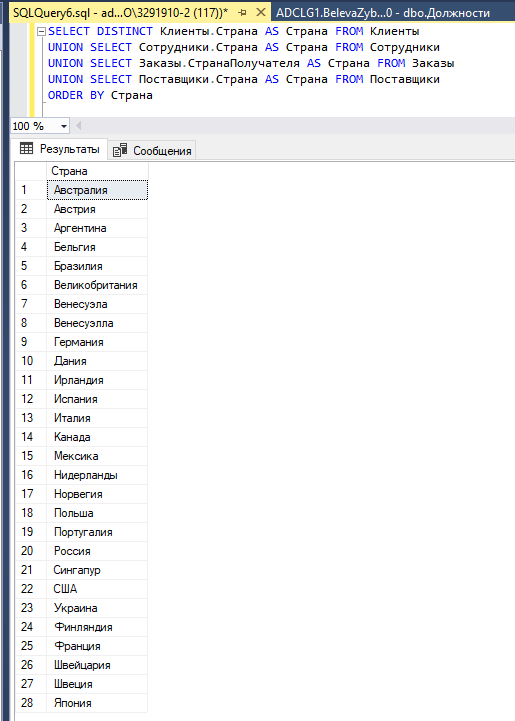 SQLQuery6.sql - ad...O\3291910-2 (117))* ADCLG1.BelevaZyb...0 - dbo.Должности
SELECT DISTINCT Клиенты.Страна AS Страна FROM Клиенты
UNION SELECT Сотрудники.Страна AS Страна FROM Сотрудники
UNION SELECT Заказы.СтранаПолучателя AS Страна FROM Заказы
UNION SELECT Поставщики.Страна AS Страна FROM Поставщики
ORDER BY Страна
100 %
Результаты Сообщения
Страна
1 Австралия
2 Австрия
3 Аргентина
4 Бельгия
5 Бразилия
6 Великобритания
7 Венесуэла
8 Венесуэлла
9 Германия
10 Дания
11 Ирландия
12 Испания
13 Италия
14 Канада
15 Мексика
16 Нидерланды
17 Норвегия
18 Польша
19 Португалия
20 Россия
21 Сингапур
22 США
23 Украина
24 Финляндия
25 Франция
26 Швейцария
27 Швеция
28 Япония